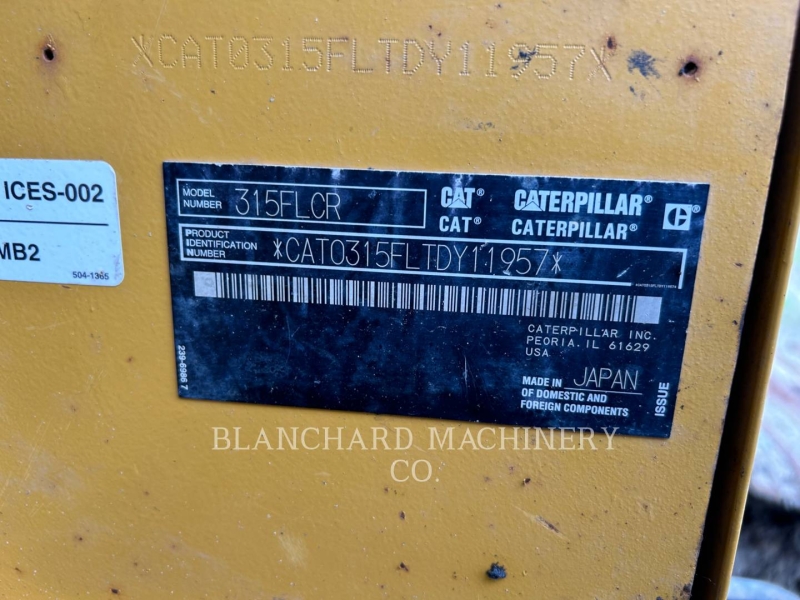 XCAT0315FLTDY11957X
ICES-002
MB2
504-1365
MODEL
NUMBER 315FLCR
CAT® CATERPILLAR®
CAT® CATERPILLAR®
PRODUCT
IDENTIFICATION
NUMBER *CAT0315FLTDY11957*
CATERPILLAR INC.
PEORIA, IL 61629
USA
239-6986 7
MADE IN JAPAN
OF DOMESTIC AND
FOREIGN COMPONENTS
ISSUE
BLANCHARD MACHINERY
CO.